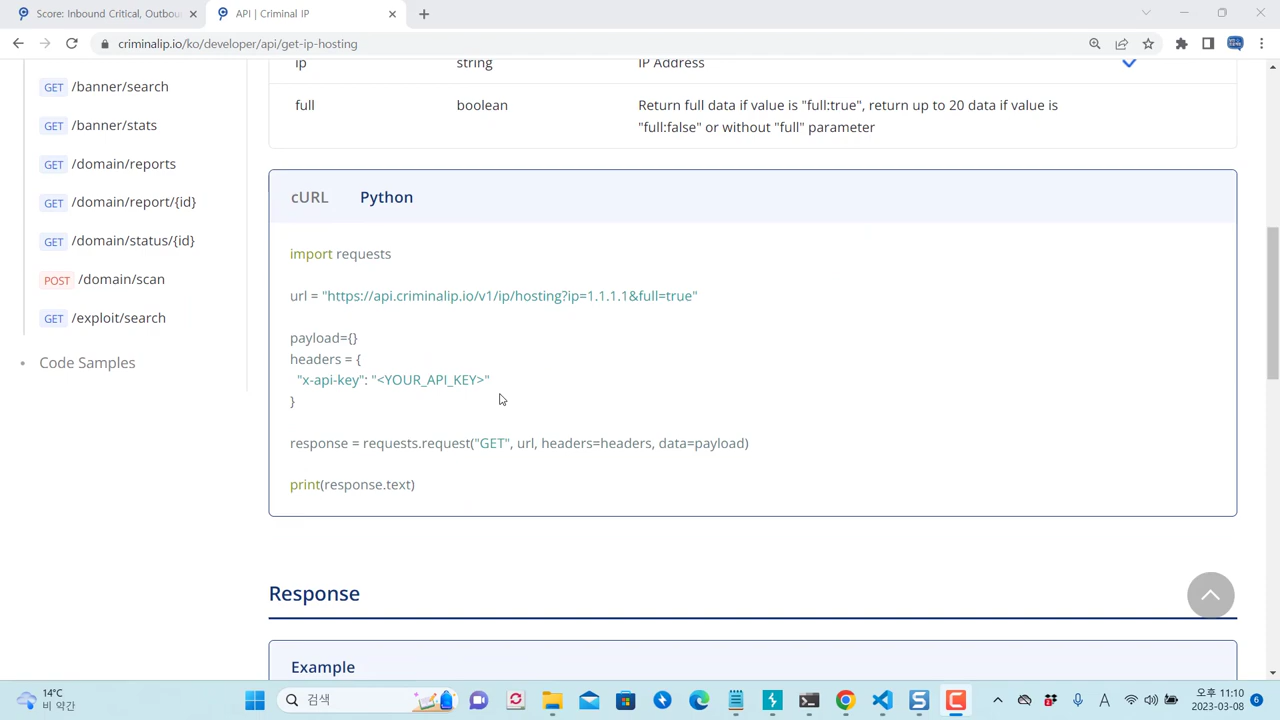 Score: Inbound Critical, Outbou
API | Criminal IP
criminalip.io/ko/developer/api/get-ip-hosting
GET /banner/search
GET /banner/stats
GET /domain/reports
GET /domain/report/{id}
GET /domain/status/{id}
POST /domain/scan
GET /exploit/search
Code Samples
ip string IP Address
full boolean Return full data if value is "full:true", return up to 20 data if value is
"full:false" or without "full" parameter
cURL Python
import requests
url = "https://api.criminalip.io/v1/ip/hosting?ip=1.1.1.1&full=true"
payload={}
headers = {
"x-api-key": "<YOUR_API_KEY>"
}
response = requests.request("GET", url, headers=headers, data=payload)
print(response.text)
Response
Example
14°C
비 약간
검색
A
오후 11:10
2023-03-08
6